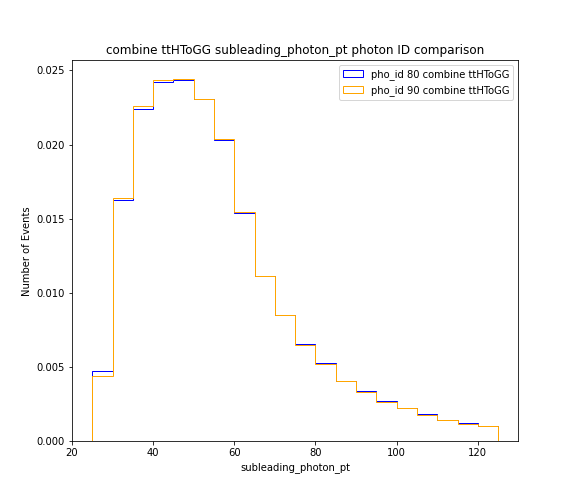 combine ttHToGG subleading_photon_pt photon ID comparison
pho_id 80 combine ttHToGG
pho_id 90 combine ttHToGG
Number of Events
0.025
0.020
0.015
0.010
0.005
0.000
20 40 60 80 100 120
subleading_photon_pt